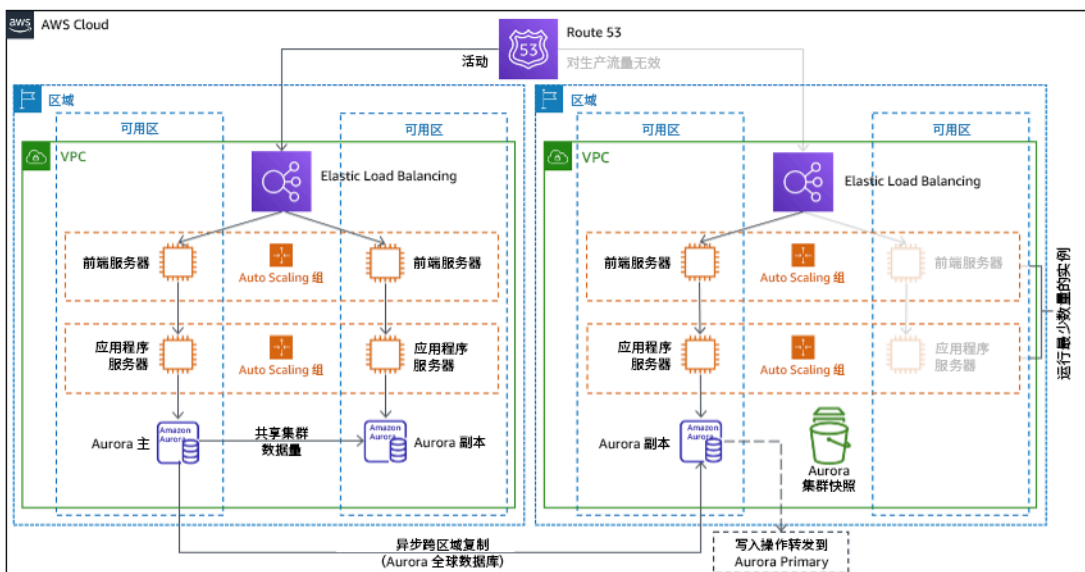 aws
AWS Cloud
Route 53
53
活动
对生产流量无效
区域
可用区
可用区
VPC
Elastic Load Balancing
前端服务器
Auto Scaling 组
前端服务器
应用程序
服务器
Auto Scaling 组
应用程序
服务器
Aurora 主
Amazon
Aurora
共享集群
数据量
Amazon
Aurora
Aurora 副本
区域
可用区
可用区
VPC
Elastic Load Balancing
前端服务器
Auto Scaling 组
前端服务器
应用程序
服务器
Auto Scaling 组
应用程序
服务器
Aurora 副本
Amazon
Aurora
Aurora
集群快照
运行最少数量的实例
异步跨区域复制
(Aurora 全球数据库)
写入操作转发到
Aurora Primary